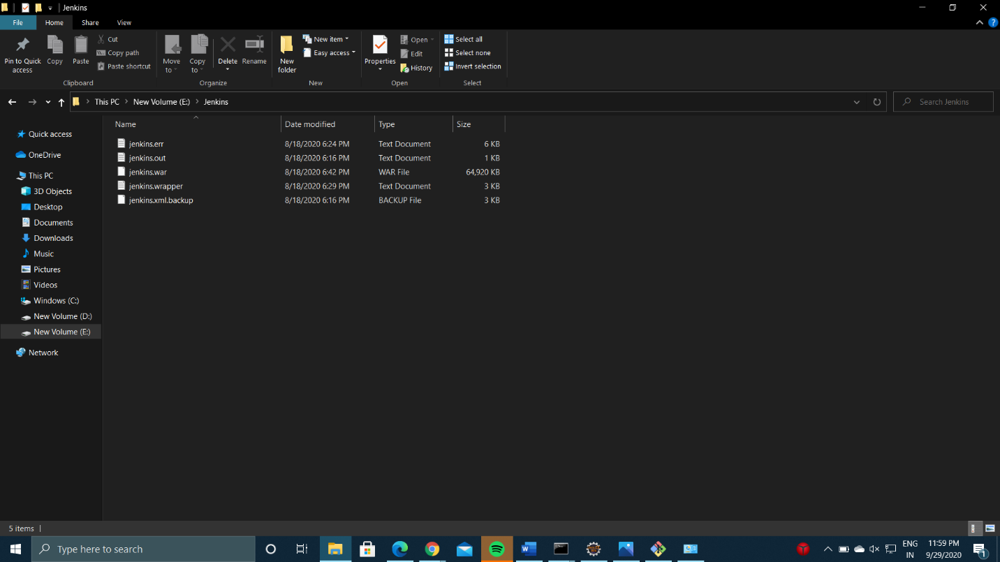 Jenkins
File Home Share View
Pin to Quick access
Copy
Paste
Cut
Copy path
Paste shortcut
Clipboard
Move to
Copy to
Delete
Rename
Organize
New folder
New item
Easy access
New
Properties
Open
Edit
History
Open
Select all
Select none
Invert selection
Select
This PC New Volume (E:) Jenkins
Search Jenkins
Quick access
OneDrive
This PC
3D Objects
Desktop
Documents
Downloads
Music
Pictures
Videos
Windows (C:)
New Volume (D:)
New Volume (E:)
Network
Name Date modified Type Size
jenkins.err 8/18/2020 6:24 PM Text Document 6 KB
jenkins.out 8/18/2020 6:16 PM Text Document 1 KB
jenkins.war 8/18/2020 6:42 PM WAR File 64,920 KB
jenkins.wrapper 8/18/2020 6:29 PM Text Document 3 KB
jenkins.xml.backup 8/18/2020 6:16 PM BACKUP File 3 KB
5 items
Type here to search
ENG
IN
11:59 PM
9/29/2020
1